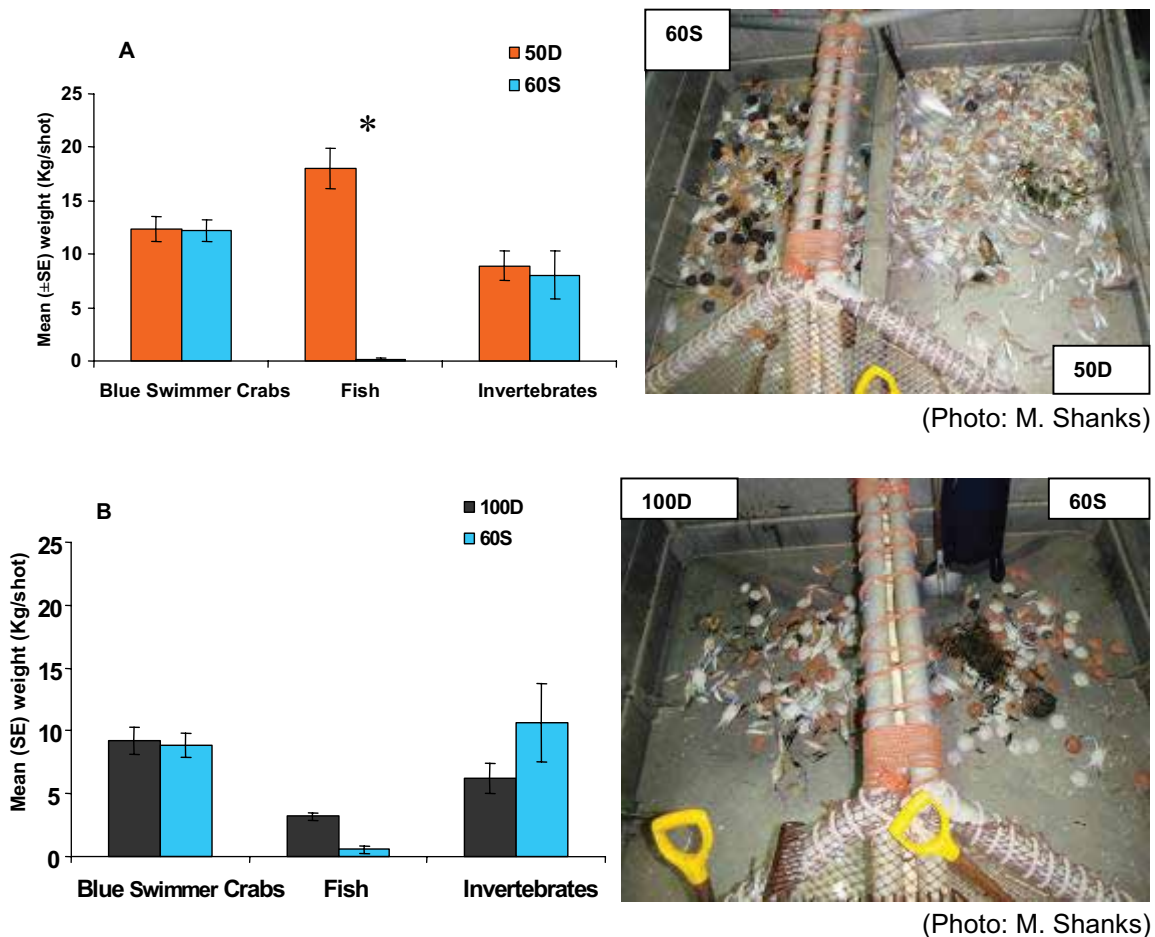 A
50D
60S
25
20
15
10
5
0
Mean (±SE) weight (Kg/shot)
*
Blue Swimmer Crabs
Fish
Invertebrates
60S
50D
(Photo: M. Shanks)
B
100D
60S
25
20
15
10
5
0
Mean (SE) weight (Kg/shot)
Blue Swimmer Crabs
Fish
Invertebrates
100D
60S
(Photo: M. Shanks)